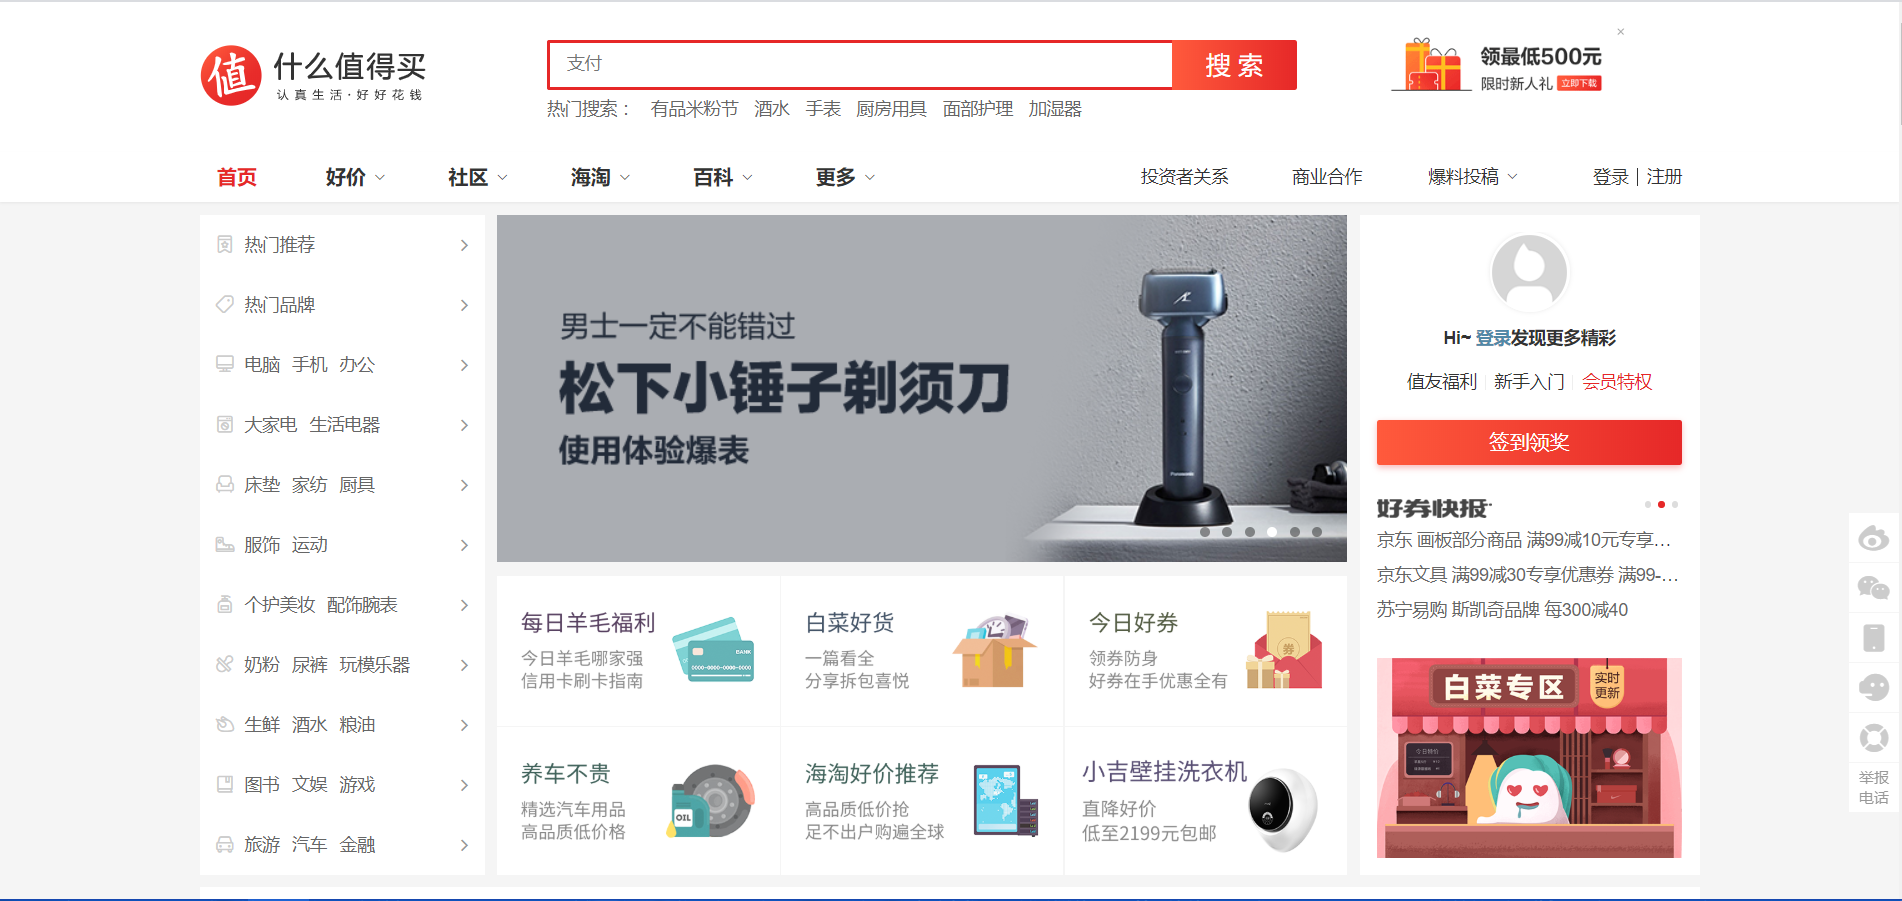 值 什么值得买
认真生活·好好花钱
支付
搜索
热门搜索： 有品米粉节 酒水 手表 厨房用具 面部护理 加湿器
领最低500元
限时新人礼 立即下载
首页 好价 社区 海淘 百科 更多 投资者关系 商业合作 爆料投稿 登录 | 注册
热门推荐
热门品牌
电脑 手机 办公
大家电 生活电器
床垫 家纺 厨具
服饰 运动
个护美妆 配饰腕表
奶粉 尿裤 玩模乐器
生鲜 酒水 粮油
图书 文娱 游戏
旅游 汽车 金融
男士一定不能错过
松下小锤子剃须刀
使用体验爆表
Panasonic
每日羊毛福利
今日羊毛哪家强
信用卡刷卡指南
BANK
0000-0000-0000-0000
白菜好货
一篇看全
分享拆包喜悦
今日好券
领券防身
好券在手优惠全有
券
养车不贵
精选汽车用品
高品质低价格
OIL
海淘好价推荐
高品质低价抢
足不出户购遍全球
小吉壁挂洗衣机
直降好价
低至2199元包邮
Hi~ 登录发现更多精彩
值友福利 新手入门 会员特权
签到领奖
好券快报
京东 画板部分商品 满99减10元专享…
京东文具 满99减30专享优惠券 满99-…
苏宁易购 斯凯奇品牌 每300减40
白菜专区
实时
更新
今日特价
举报
电话